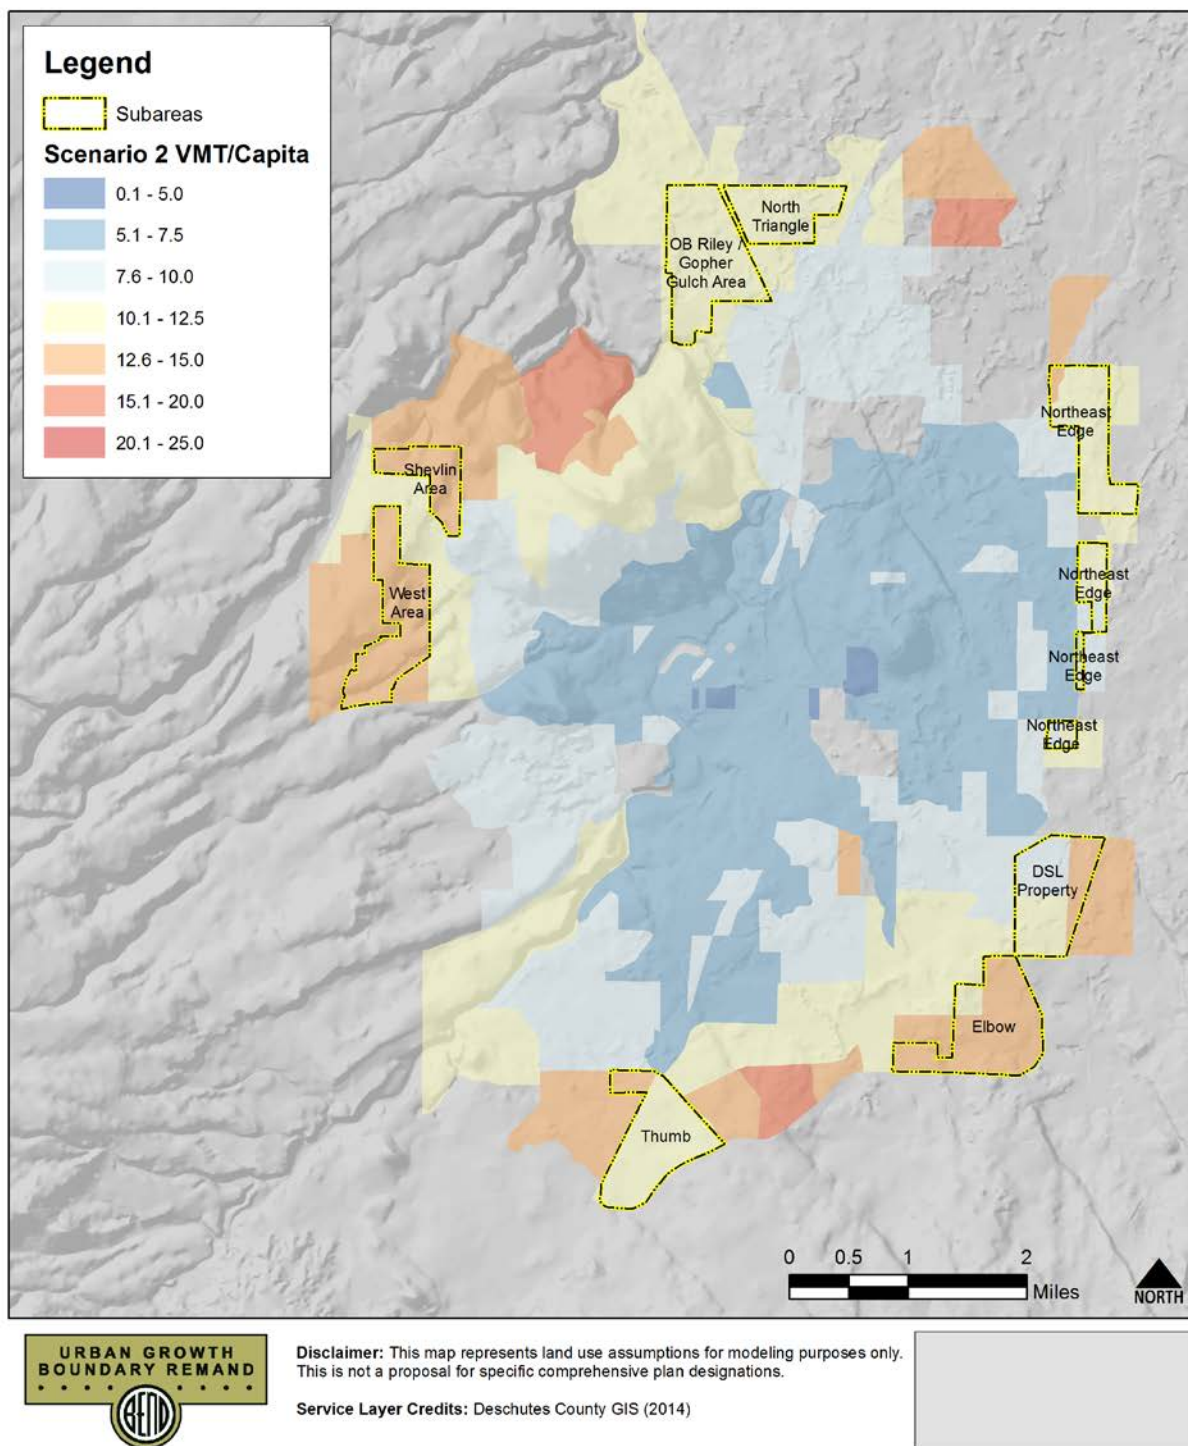 Legend
Subareas
Scenario 2 VMT/Capita
0.1 - 5.0
5.1 - 7.5
7.6 - 10.0
10.1 - 12.5
12.6 - 15.0
15.1 - 20.0
20.1 - 25.0
North
Triangle
OB Riley /
Gopher
Gulch Area
Northeast
Edge
Shevlin
Area
Northeast
Edge
West
Area
Northeast
Edge
Northeast
Edge
DSL
Property
Elbow
Thumb
0 0.5 1 2
Miles
NORTH
URBAN GROWTH
BOUNDARY REMAND
BEND
Disclaimer: This map represents land use assumptions for modeling purposes only.
This is not a proposal for specific comprehensive plan designations.
Service Layer Credits: Deschutes County GIS (2014)